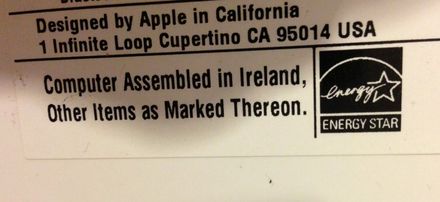 Designed by Apple in California
1 Infinite Loop Cupertino CA 95014 USA
Computer Assembled in Ireland,
Other Items as Marked Thereon.
energy
ENERGY STAR